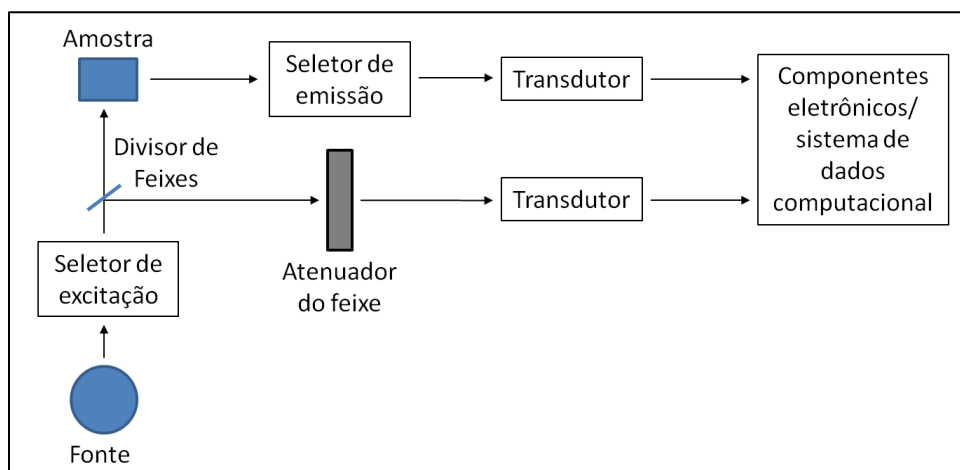 Amostra
Seletor de
emissão
Transdutor
Componentes
eletrônicos/
sistema de
dados
computacional
Divisor de
Feixes
Transdutor
Atenuador
do feixe
Seletor de
excitação
Fonte